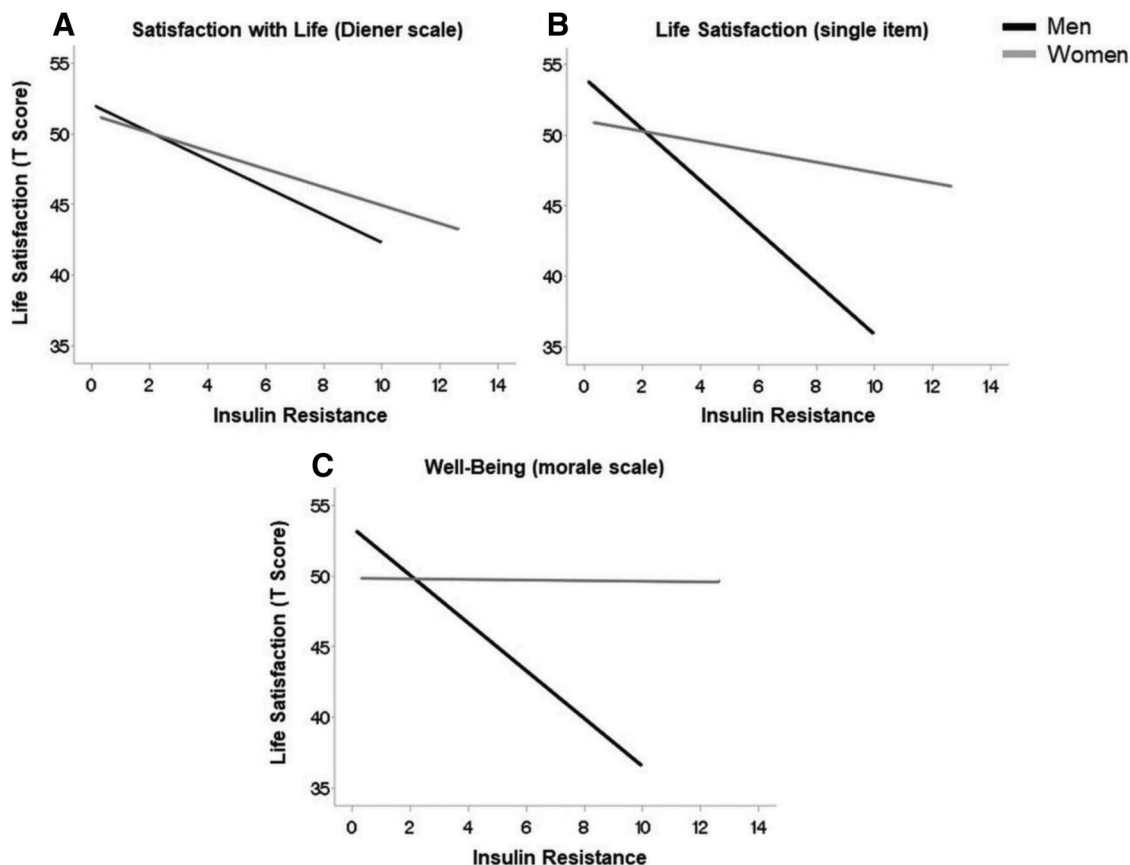 A
Satisfaction with Life (Diener scale)
Life Satisfaction (T Score)
55
50
45
40
35
0 2 4 6 8 10 12 14
Insulin Resistance
B
Life Satisfaction (single item)
55
50
45
40
35
0 2 4 6 8 10 12 14
Insulin Resistance
Men
Women
C
Well-Being (morale scale)
Life Satisfaction (T Score)
55
50
45
40
35
0 2 4 6 8 10 12 14
Insulin Resistance